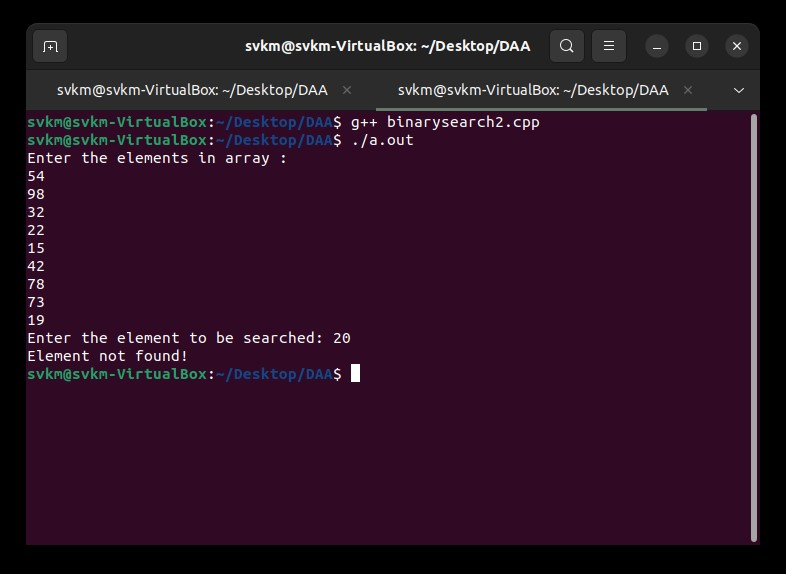 svkm@svkm-VirtualBox: ~/Desktop/DAA
svkm@svkm-VirtualBox: ~/Desktop/DAA
svkm@svkm-VirtualBox: ~/Desktop/DAA
svkm@svkm-VirtualBox:~/Desktop/DAA$ g++ binarysearch2.cpp
svkm@svkm-VirtualBox:~/Desktop/DAA$ ./a.out
Enter the elements in array :
54
98
32
22
15
42
78
73
19
Enter the element to be searched: 20
Element not found!
svkm@svkm-VirtualBox:~/Desktop/DAA$